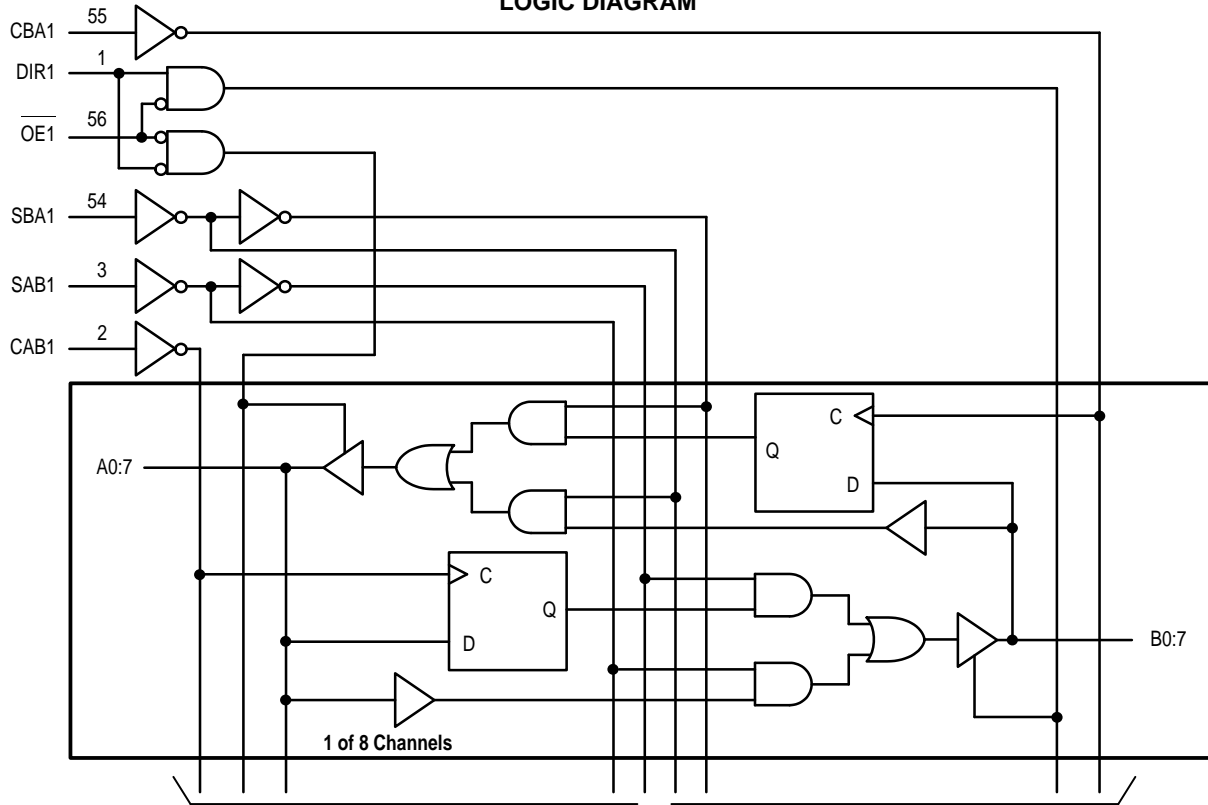 LOGIC DIAGRAM
CBA1 55
DIR1 1
OE1 56
SBA1 54
SAB1 3
CAB1 2
C
Q
A0:7
D
C
Q
D
B0:7
1 of 8 Channels